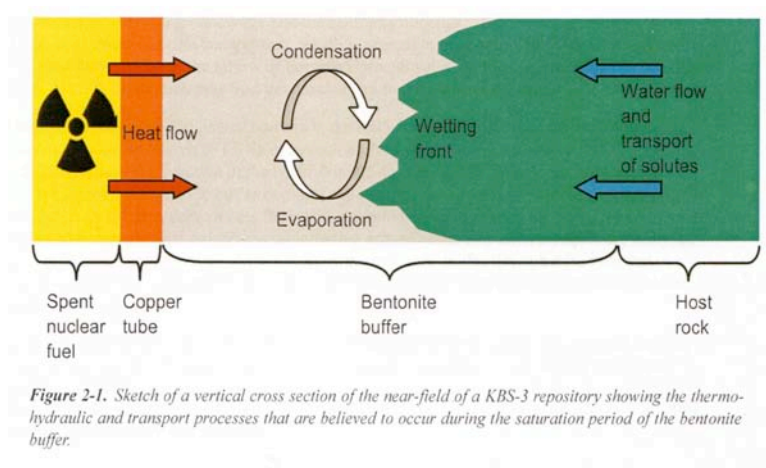 Condensation
Heat flow
Wetting
front
Water flow
and
transport
of solutes
Evaporation
Spent
nuclear
fuel
Copper
tube
Bentonite
buffer
Host
rock
Figure 2-1. Sketch of a vertical cross section of the near-field of a KBS-3 repository showing the thermo-
hydraulic and transport processes that are believed to occur during the saturation period of the bentonite
buffer.